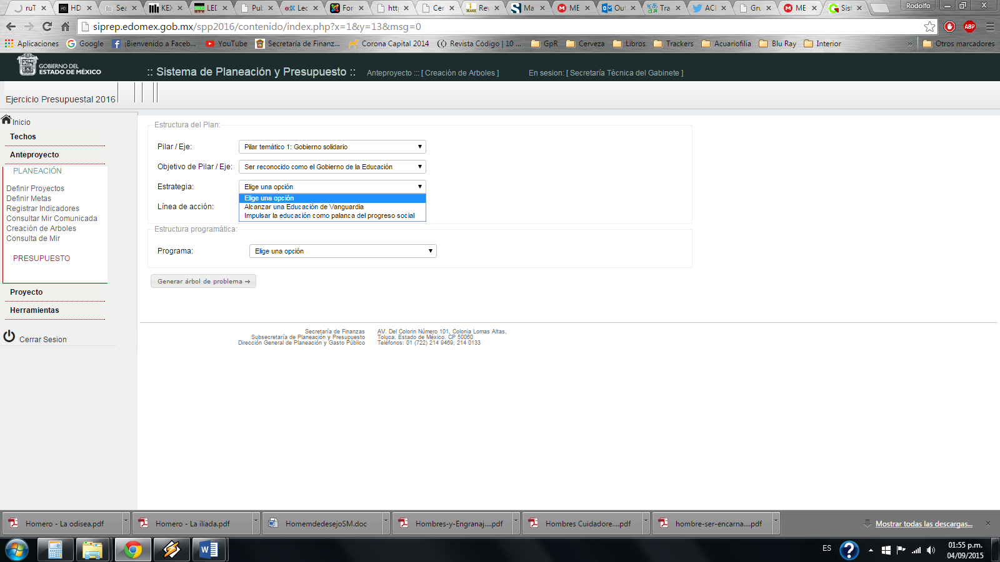 ruT
HD
Sea
KEX
LED
Pub
edX Lec
For
http
Cer
Rev
Ma
ME
Out
Tra
ACI
Gru
ME
Sist
Rodolfo
siprep.edomex.gob.mx/spp2016/contenido/index.php?x=1&y=13&msg=0
ABP
Aplicaciones
Google
¡Bienvenido a Faceb...
YouTube
Secretaría de Finanz...
Corona Capital 2014
Revista Código | 10 ...
GpR
Cerveza
Libros
Trackers
Acuariofilia
Blu Ray
Interior
»
Otros marcadores
GOBIERNO DEL
ESTADO DE MÉXICO
:: Sistema de Planeación y Presupuesto ::
Anteproyecto ::: [ Creación de Arboles ]
En sesion: [ Secretaría Técnica del Gabinete ]
Ejercicio Presupuestal 2016
Inicio
Techos
Anteproyecto
PLANEACIÓN
Definir Proyectos
Definir Metas
Registrar Indicadores
Consultar Mir Comunicada
Creación de Arboles
Consulta de Mir
PRESUPUESTO
Proyecto
Herramientas
Cerrar Sesion
Estructura del Plan:
Pilar / Eje:
Pilar temático 1: Gobierno solidario
Objetivo de Pilar / Eje:
Ser reconocido como el Gobierno de la Educación
Estrategia:
Elige una opción
Elige una opción
Alcanzar una Educación de Vanguardia
Impulsar la educación como palanca del progreso social
Línea de acción:
Estructura programática:
Programa:
Elige una opción
Generar árbol de problema →
Secretaría de Finanzas
Subsecretaría de Planeación y Presupuesto
Dirección General de Planeación y Gasto Público
AV. Del Colorin Número 101, Colonia Lomas Altas,
Toluca. Estado de México. CP 50060
Teléfonos: 01 (722) 214 9469, 214 0133
Homero - La odisea.pdf
Homero - La ilíada.pdf
HomemdedesejoSM.doc
Hombres-y-Engranaj....pdf
Hombres Cuidadore....pdf
hombre-ser-encarna....pdf
Mostrar todas las descargas...
ES
01:55 p.m.
04/09/2015